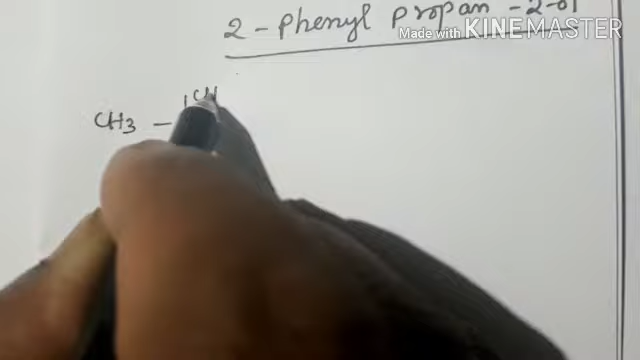 2 - Phenyl Propan - 2-ol
Made with KINEMASTER
CH3 —